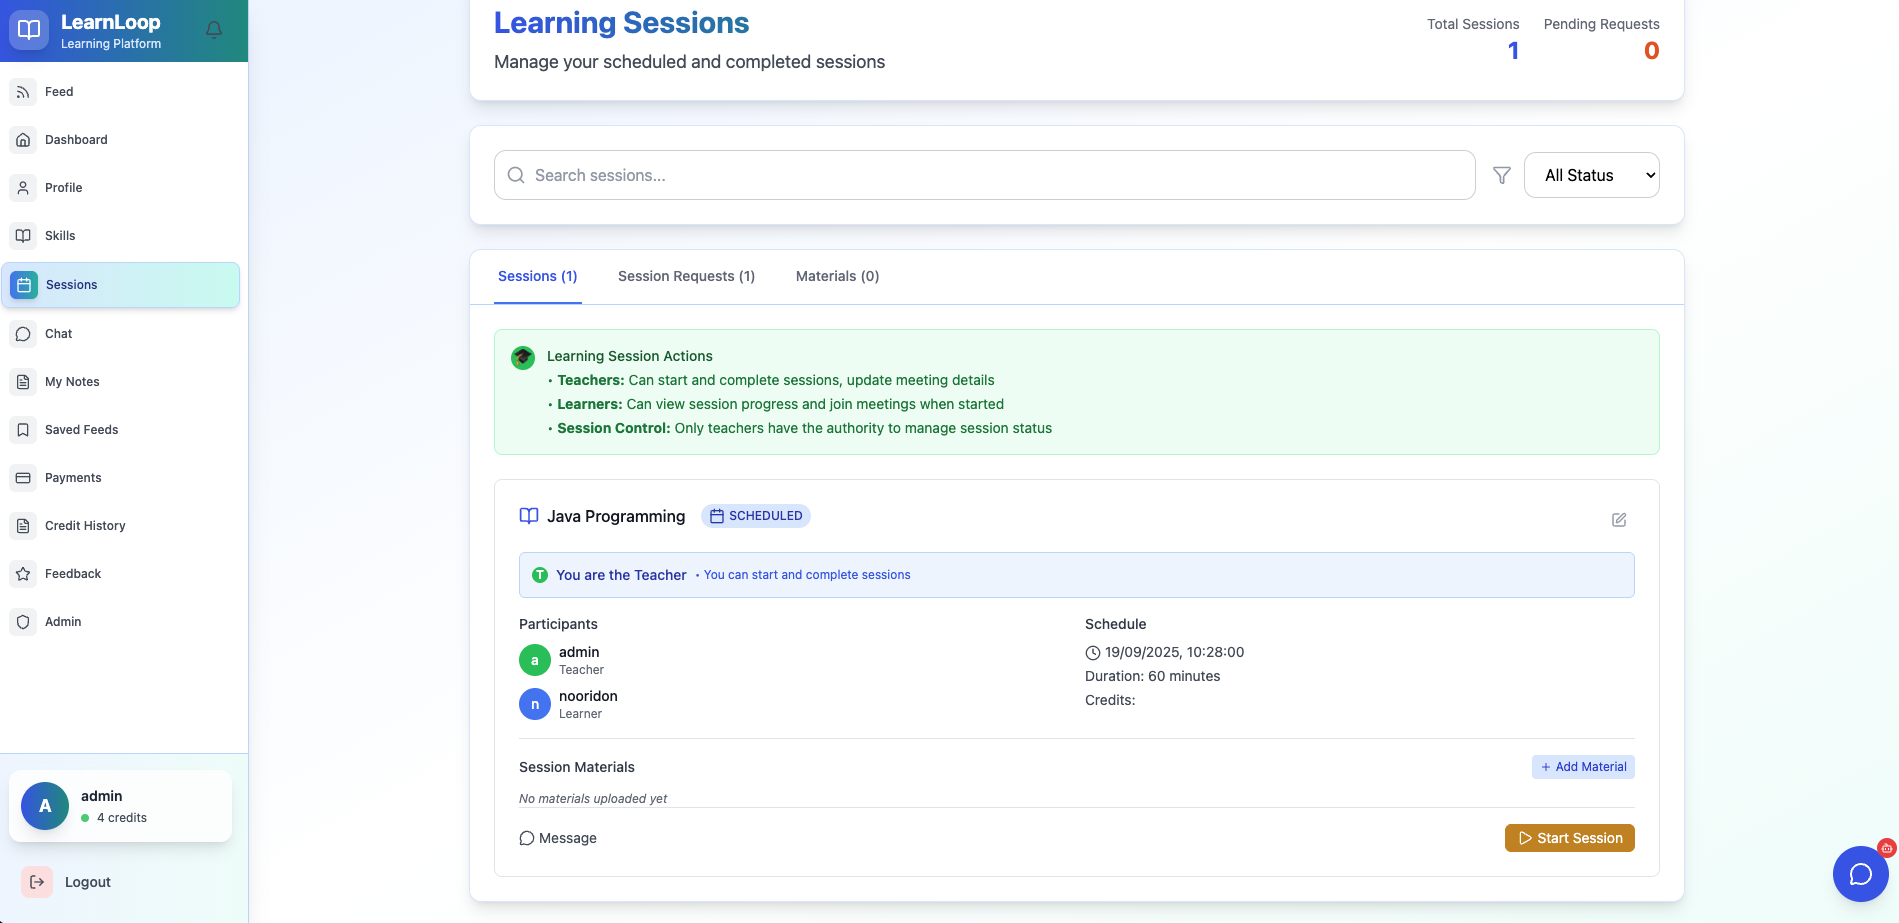 LearnLoop
Learning Platform
Feed
Dashboard
Profile
Skills
Sessions
Chat
My Notes
Saved Feeds
Payments
Credit History
Feedback
Admin
A
admin
4 credits
Logout
Learning Sessions
Manage your scheduled and completed sessions
Total Sessions
1
Pending Requests
0
Search sessions...
All Status
Sessions (1)
Session Requests (1)
Materials (0)
Learning Session Actions
• Teachers: Can start and complete sessions, update meeting details
• Learners: Can view session progress and join meetings when started
• Session Control: Only teachers have the authority to manage session status
Java Programming
SCHEDULED
T You are the Teacher • You can start and complete sessions
Participants
a
admin
Teacher
n
nooridon
Learner
Schedule
19/09/2025, 10:28:00
Duration: 60 minutes
Credits:
Session Materials
+ Add Material
No materials uploaded yet
Message
Start Session